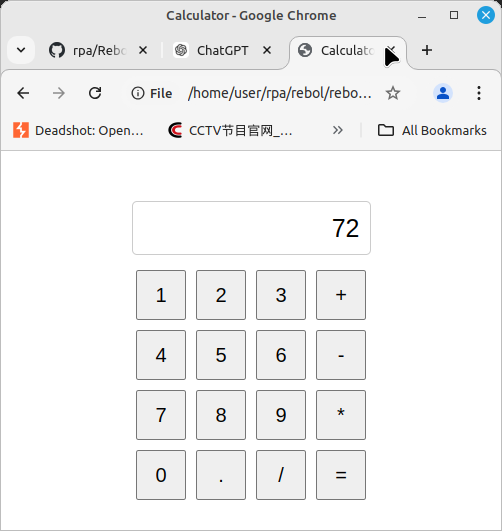 Calculator - Google Chrome
rpa/Rebo
ChatGPT
Calculato
File /home/user/rpa/rebol/rebo...
Deadshot: Open...
CCTV节目官网_...
All Bookmarks
72
1 2 3 +
4 5 6 -
7 8 9 *
0 . / =